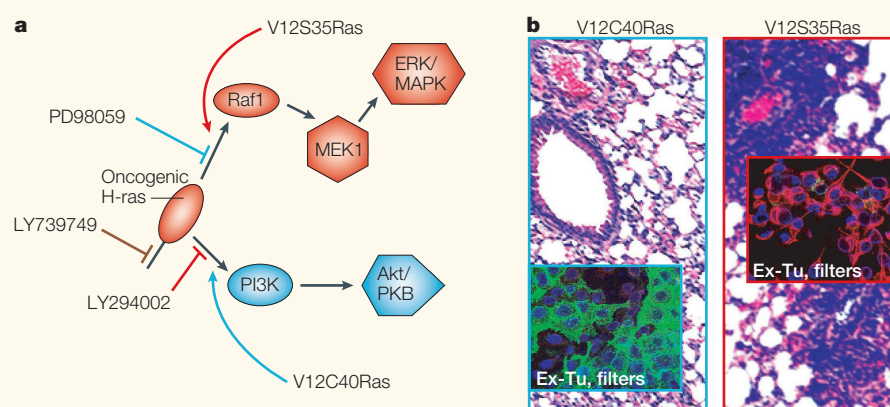 a
V12S35Ras
ERK/
MAPK
Raf1
PD98059
MEK1
Oncogenic
H-ras
LY739749
Akt/
PKB
PI3K
LY294002
V12C40Ras
b
V12C40Ras
V12S35Ras
Ex-Tu, filters
Ex-Tu, filters